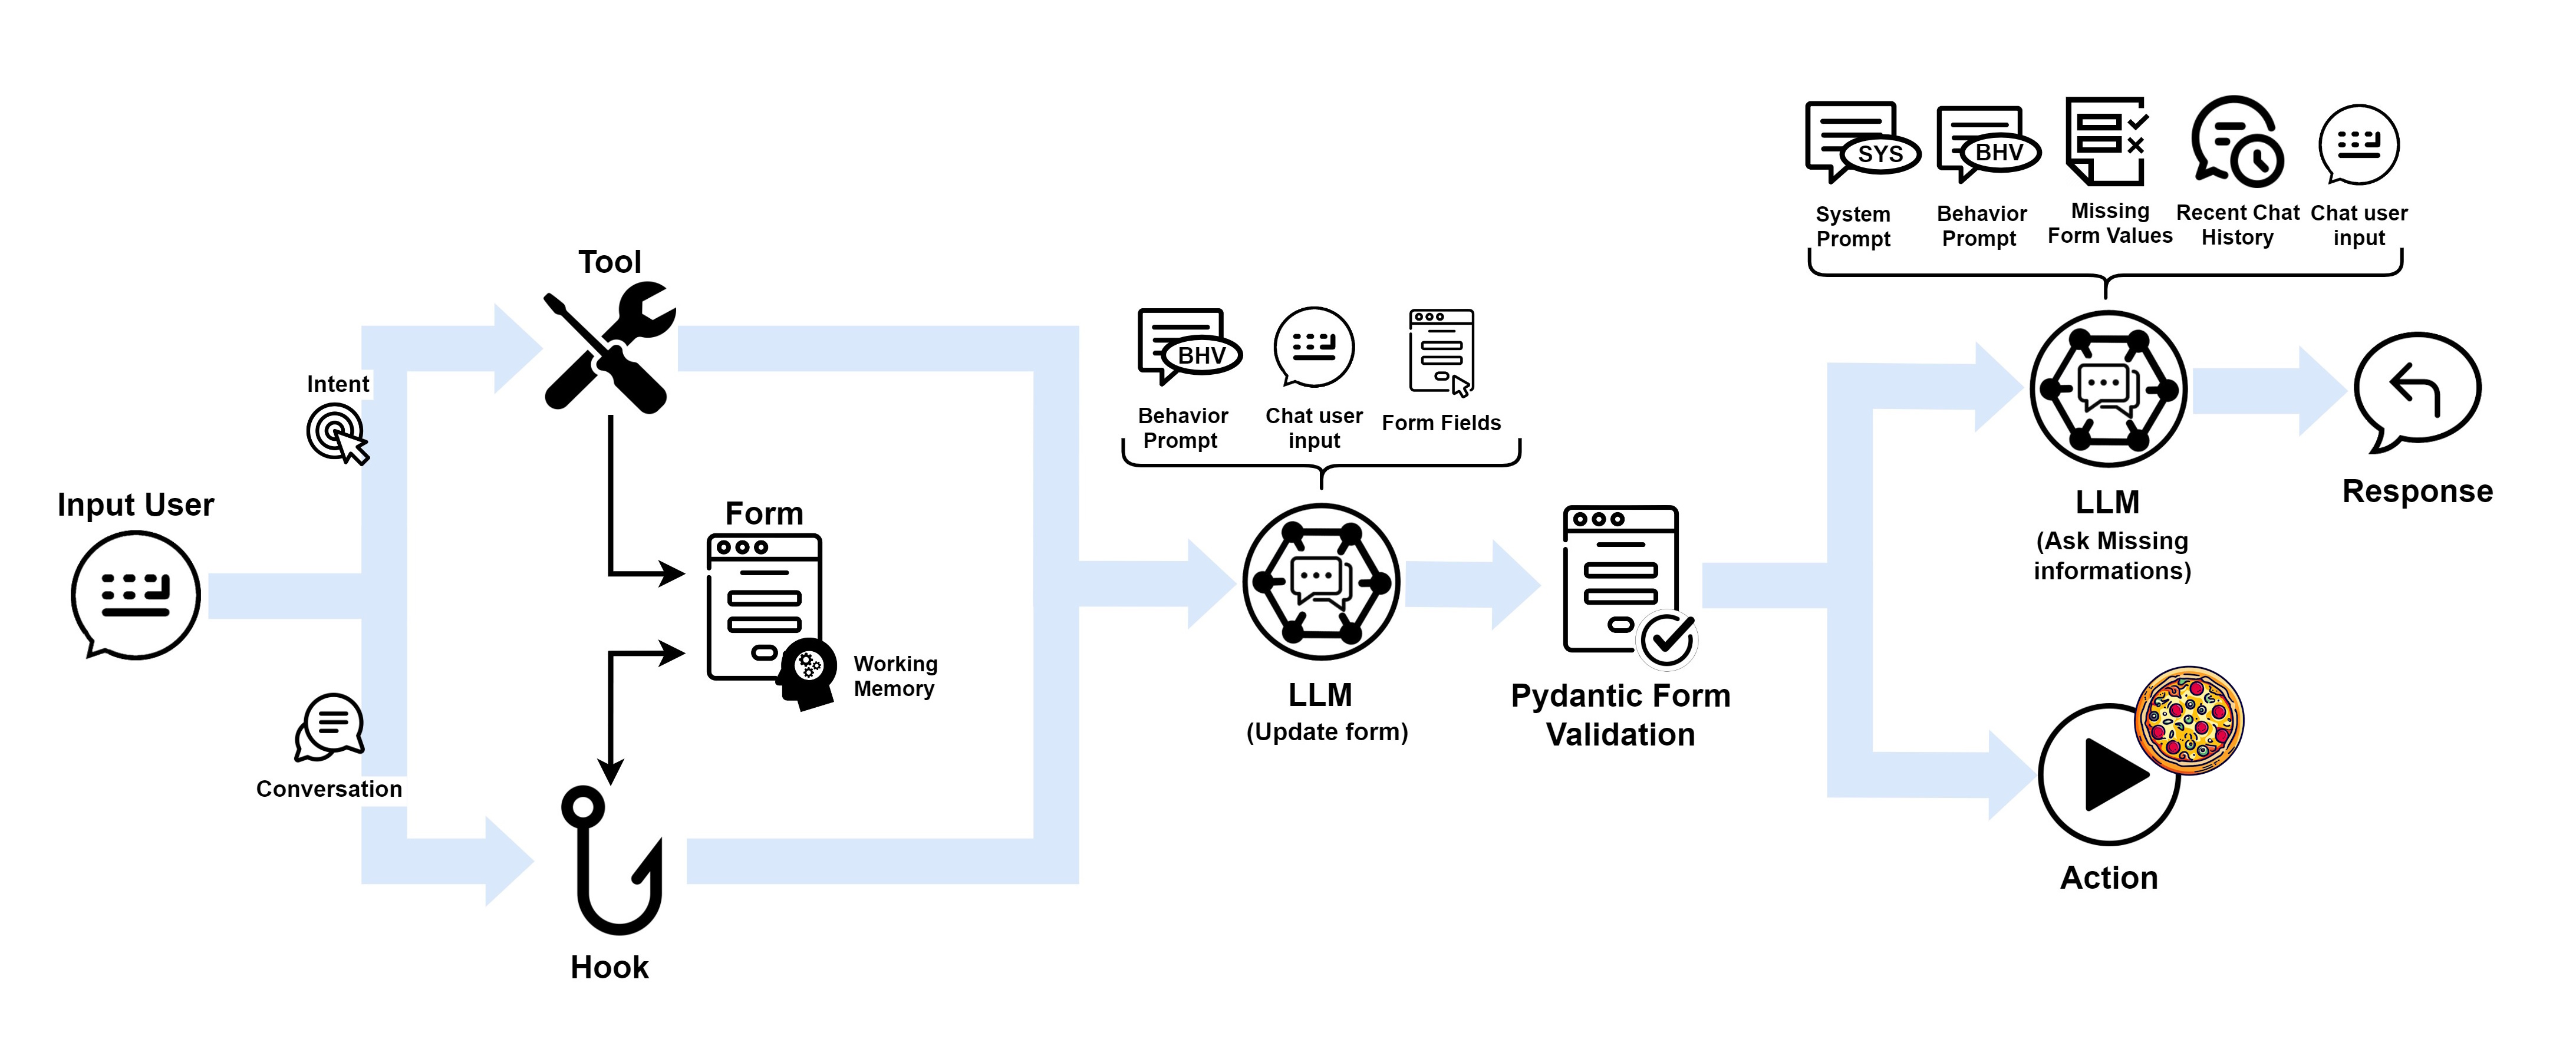 Input User
Intent
Conversation
Tool
Form
Working
Memory
Hook
BHV
Behavior
Prompt
Chat user
input
Form Fields
LLM
(Update form)
Pydantic Form
Validation
SYS
System
Prompt
BHV
Behavior
Prompt
Missing
Form Values
Recent Chat
History
Chat user
input
LLM
(Ask Missing
informations)
Response
Action